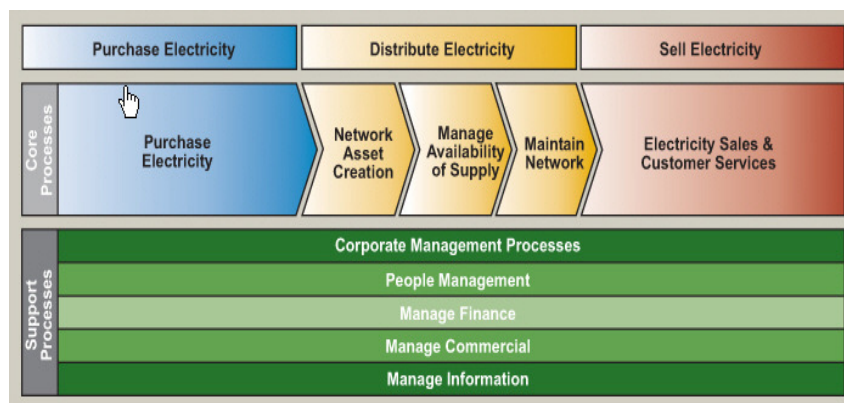 Purchase Electricity
Distribute Electricity
Sell Electricity
Core
Processes
Purchase
Electricity
Network
Asset
Creation
Manage
Availability
of Supply
Maintain
Network
Electricity Sales &
Customer Services
Support
Processes
Corporate Management Processes
People Management
Manage Finance
Manage Commercial
Manage Information